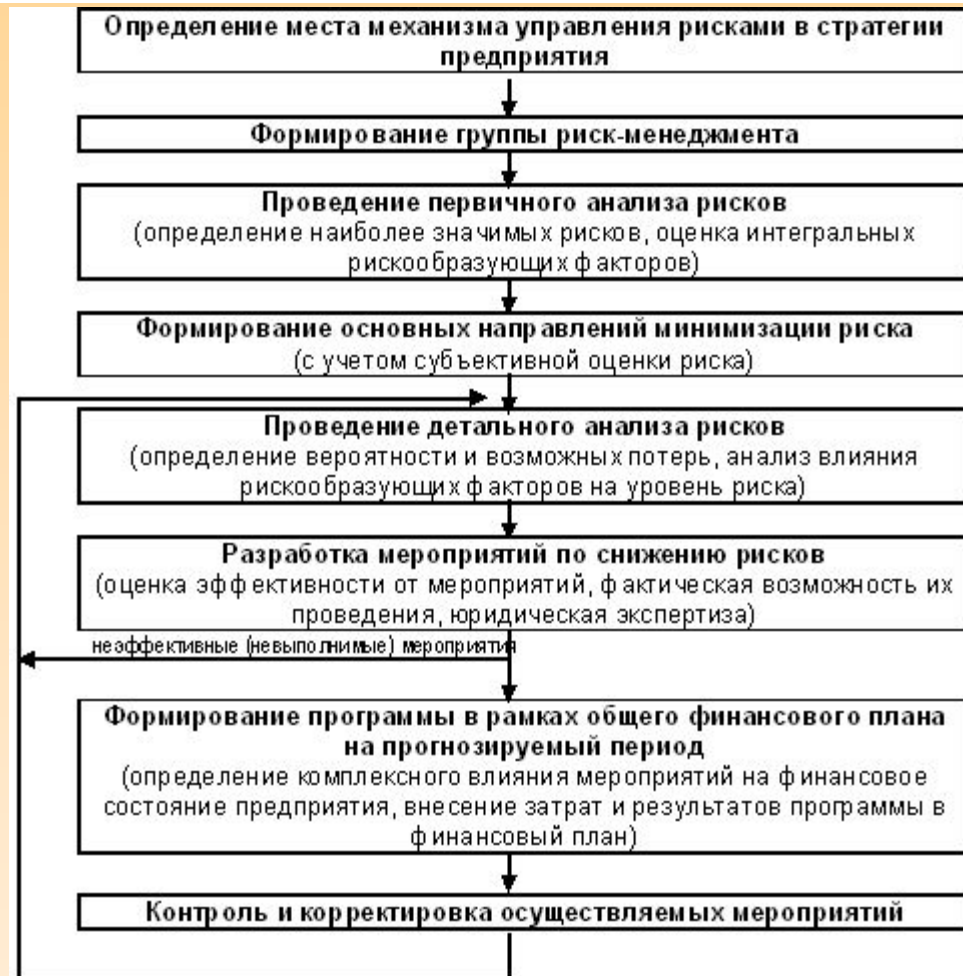 Определение места механизма управления рисками в стратегии
предприятия
Формирование группы риск-менеджмента
Проведение первичного анализа рисков
(определение наиболее значимых рисков, оценка интегральных
рискообразующих факторов)
Формирование основных направлений минимизации риска
(с учетом субъективной оценки риска)
Проведение детального анализа рисков
(определение вероятности и возможных потерь, анализ влияния
рискообразующих факторов на уровень риска)
Разработка мероприятий по снижению рисков
(оценка эффективности от мероприятий, фактическая возможность их
проведения, юридическая экспертиза)
неэффективные (невыполнимые) мероприятия
Формирование программы в рамках общего финансового плана
на прогнозируемый период
(определение комплексного влияния мероприятий на финансовое
состояние предприятия, внесение затрат и результатов программы в
финансовый план)
Контроль и корректировка осуществляемых мероприятий